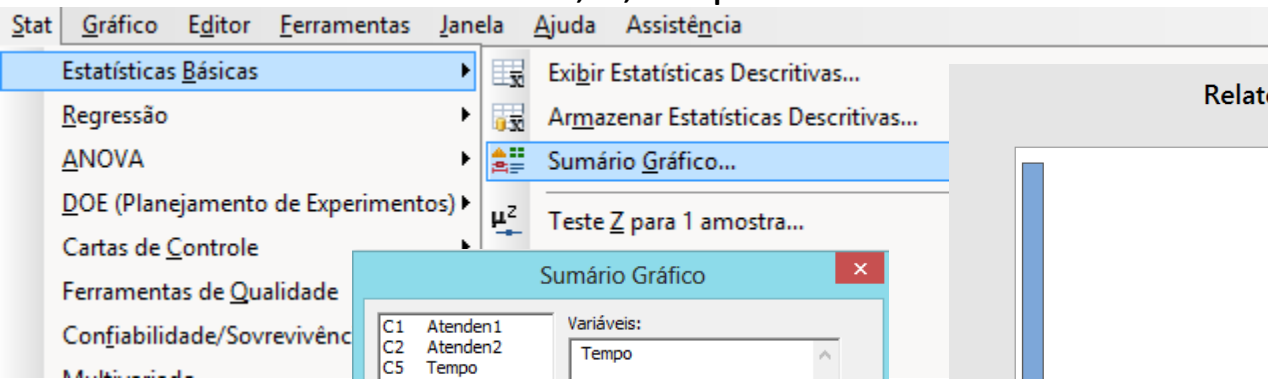 Stat Gráfico Editor Ferramentas Janela Ajuda Assistência
Estatísticas Básicas
Regressão
ANOVA
DOE (Planejamento de Experimentos)
Cartas de Controle
Ferramentas de Qualidade
Confiabilidade/Sovrevivênc
Exibir Estatísticas Descritivas...
Armazenar Estatísticas Descritivas...
Sumário Gráfico...
μZ Teste Z para 1 amostra...
Relat
Sumário Gráfico
C1 Atenden1
C2 Atenden2
C5 Tempo
Variáveis:
Tempo